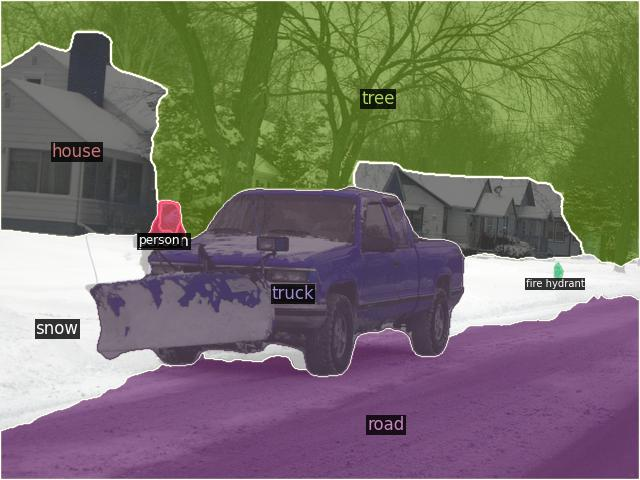 tree
house
person
truck
fire hydrant
snow
road